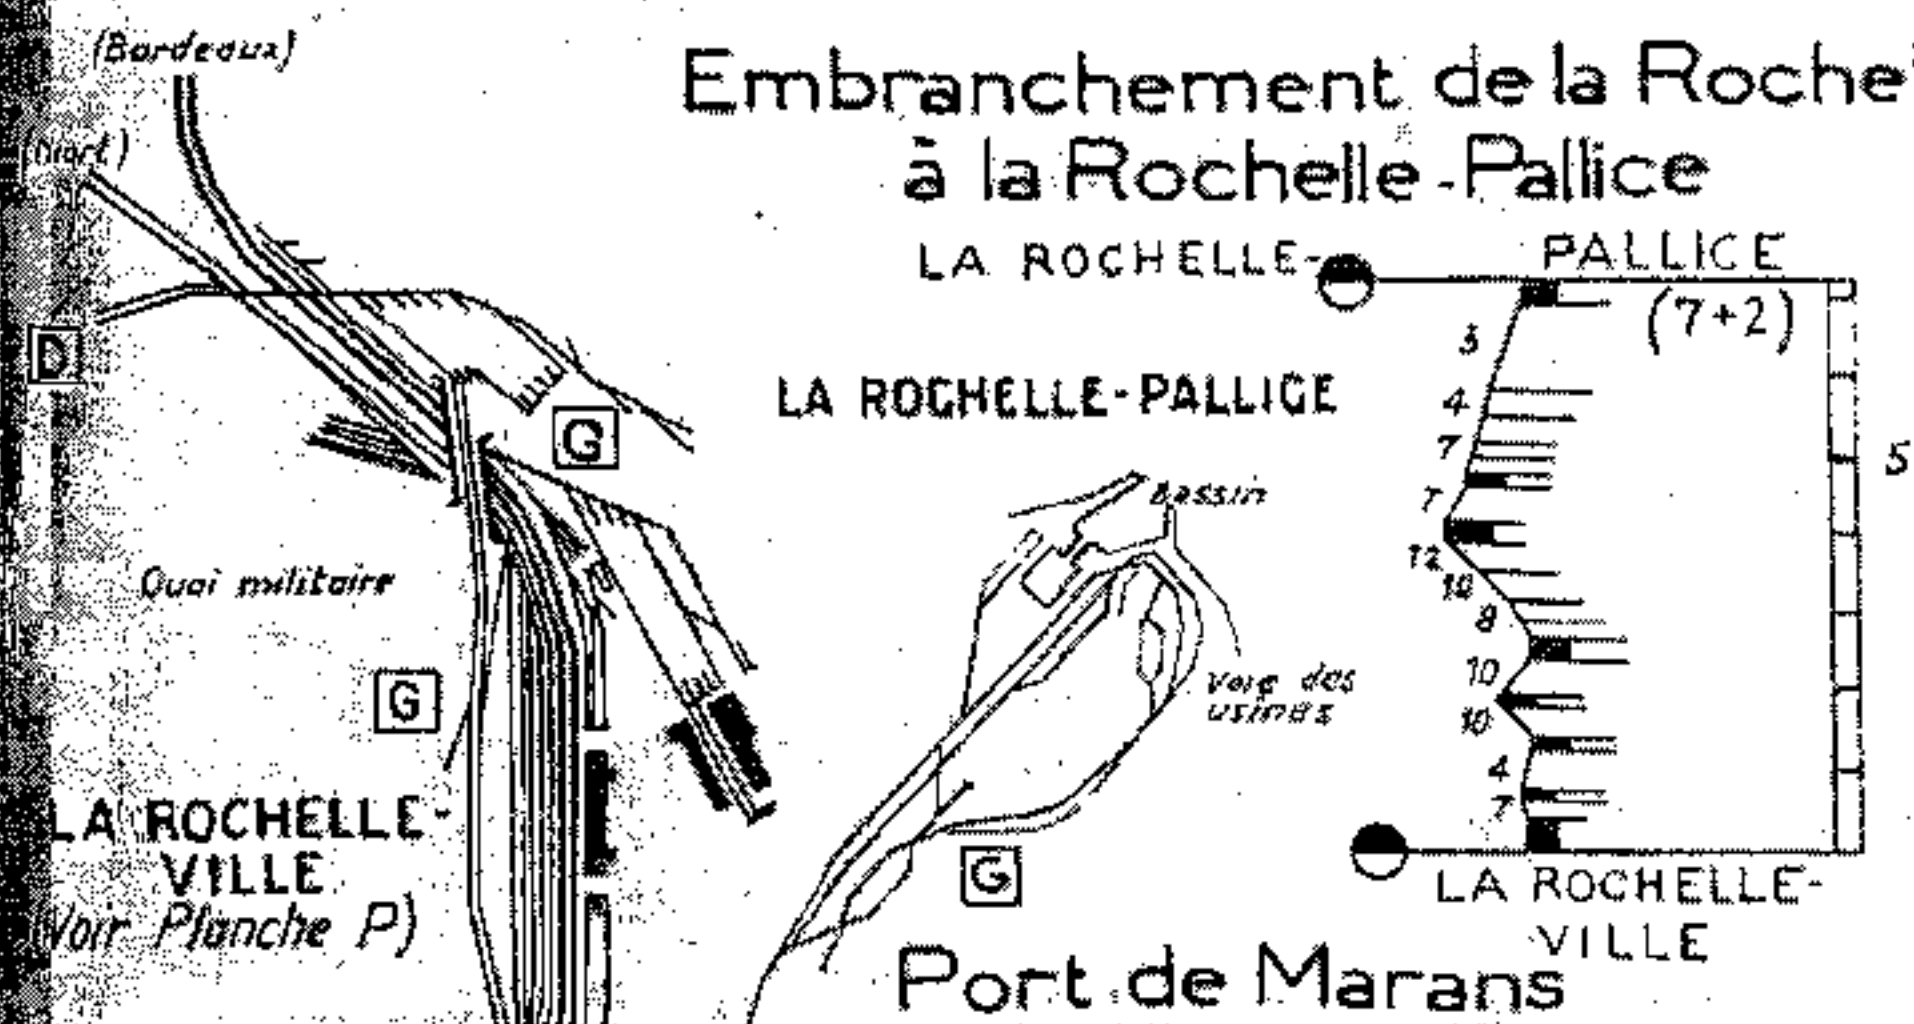 (Bordeaux)
(Niort)
D
G
Quai militaire
G
LA ROCHELLE-
VILLE
(Voir Planche P)
Embranchement de la Roche
à la Rochelle-Pallice
LA ROCHELLE-PALLICE
(7+2)
LA ROCHELLE-PALLICE
Bassin
Voie des
usines
G
3
4
7
7
12
10
8
10
10
4
7
5
LA ROCHELLE-
VILLE
Port de Marans